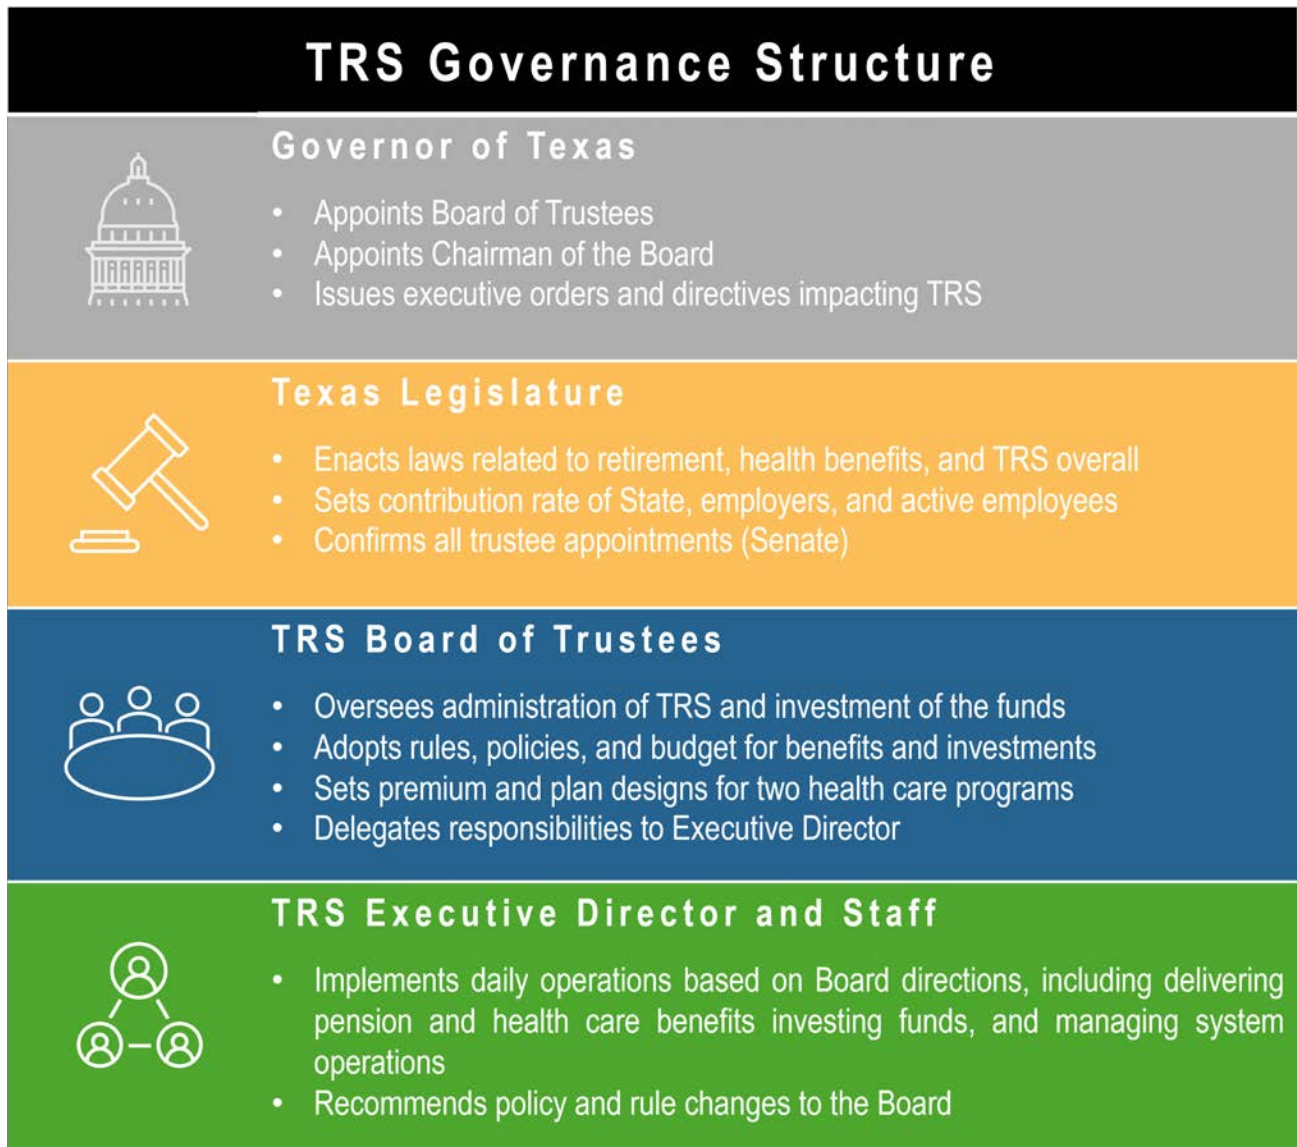 TRS Governance Structure
Governor of Texas
• Appoints Board of Trustees
• Appoints Chairman of the Board
• Issues executive orders and directives impacting TRS
Texas Legislature
• Enacts laws related to retirement, health benefits, and TRS overall
• Sets contribution rate of State, employers, and active employees
• Confirms all trustee appointments (Senate)
TRS Board of Trustees
• Oversees administration of TRS and investment of the funds
• Adopts rules, policies, and budget for benefits and investments
• Sets premium and plan designs for two health care programs
• Delegates responsibilities to Executive Director
TRS Executive Director and Staff
• Implements daily operations based on Board directions, including delivering
pension and health care benefits investing funds, and managing system
operations
• Recommends policy and rule changes to the Board